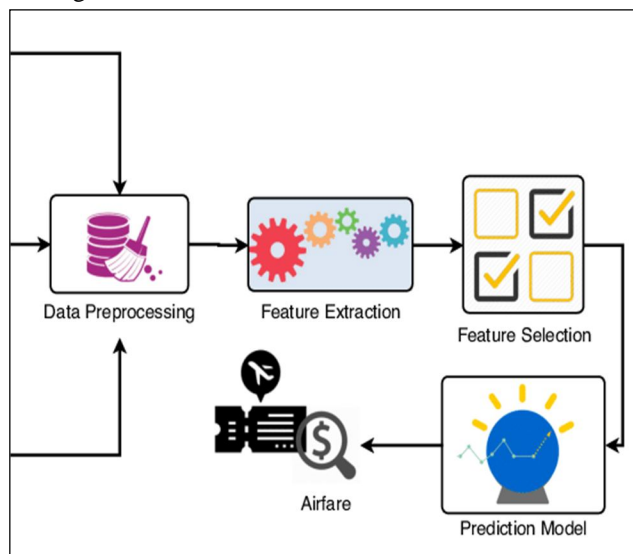 Data Preprocessing
Feature Extraction
Feature Selection
$
Airfare
Prediction Model